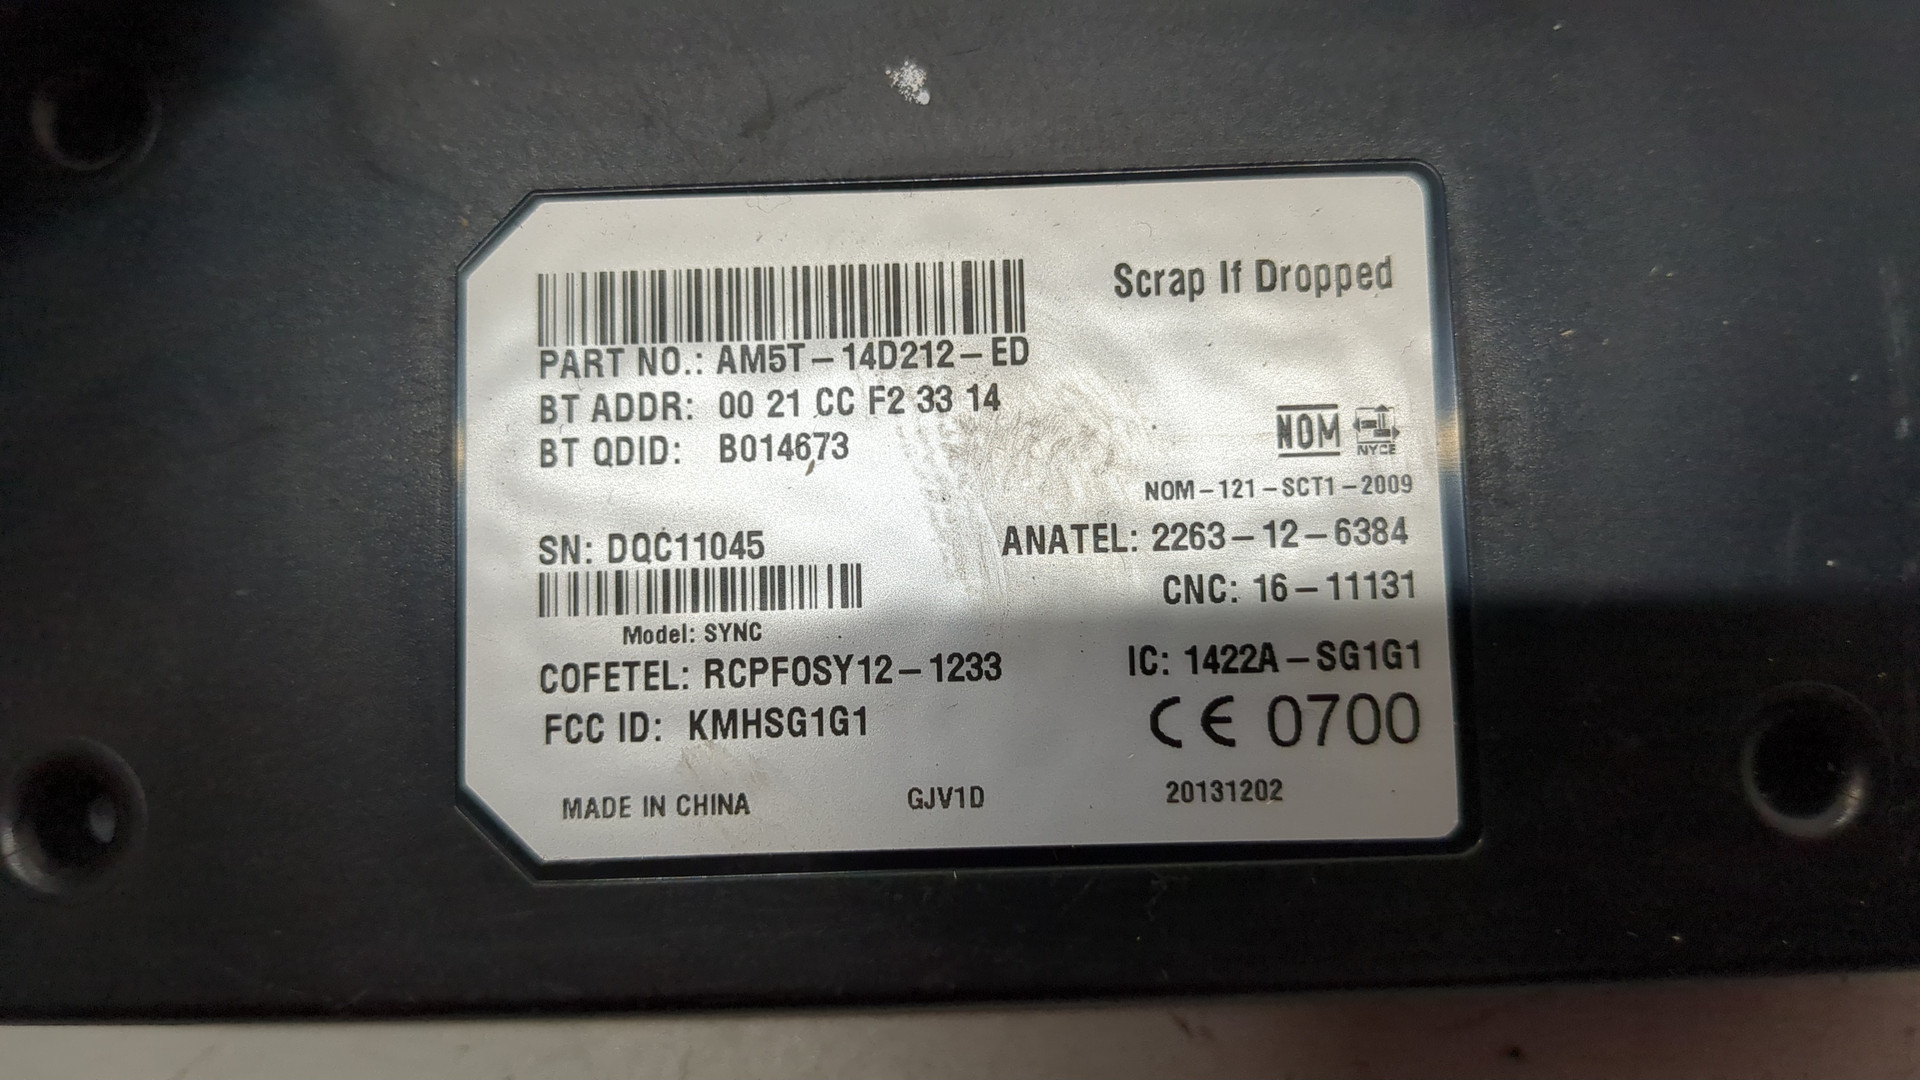 Scrap If Dropped
PART NO.: AM5T-14D212-ED
BT ADDR: 00 21 CC F2 33 14
BT QDID: B014673
NOM
NYCE
NOM-121-SCT1-2009
SN: DQC11045
ANATEL: 2263-12-6384
CNC: 16-11131
Model: SYNC
COFETEL: RCPFOSY12-1233
IC: 1422A-SG1G1
FCC ID: KMHSG1G1
CE 0700
MADE IN CHINA
GJV1D
20131202